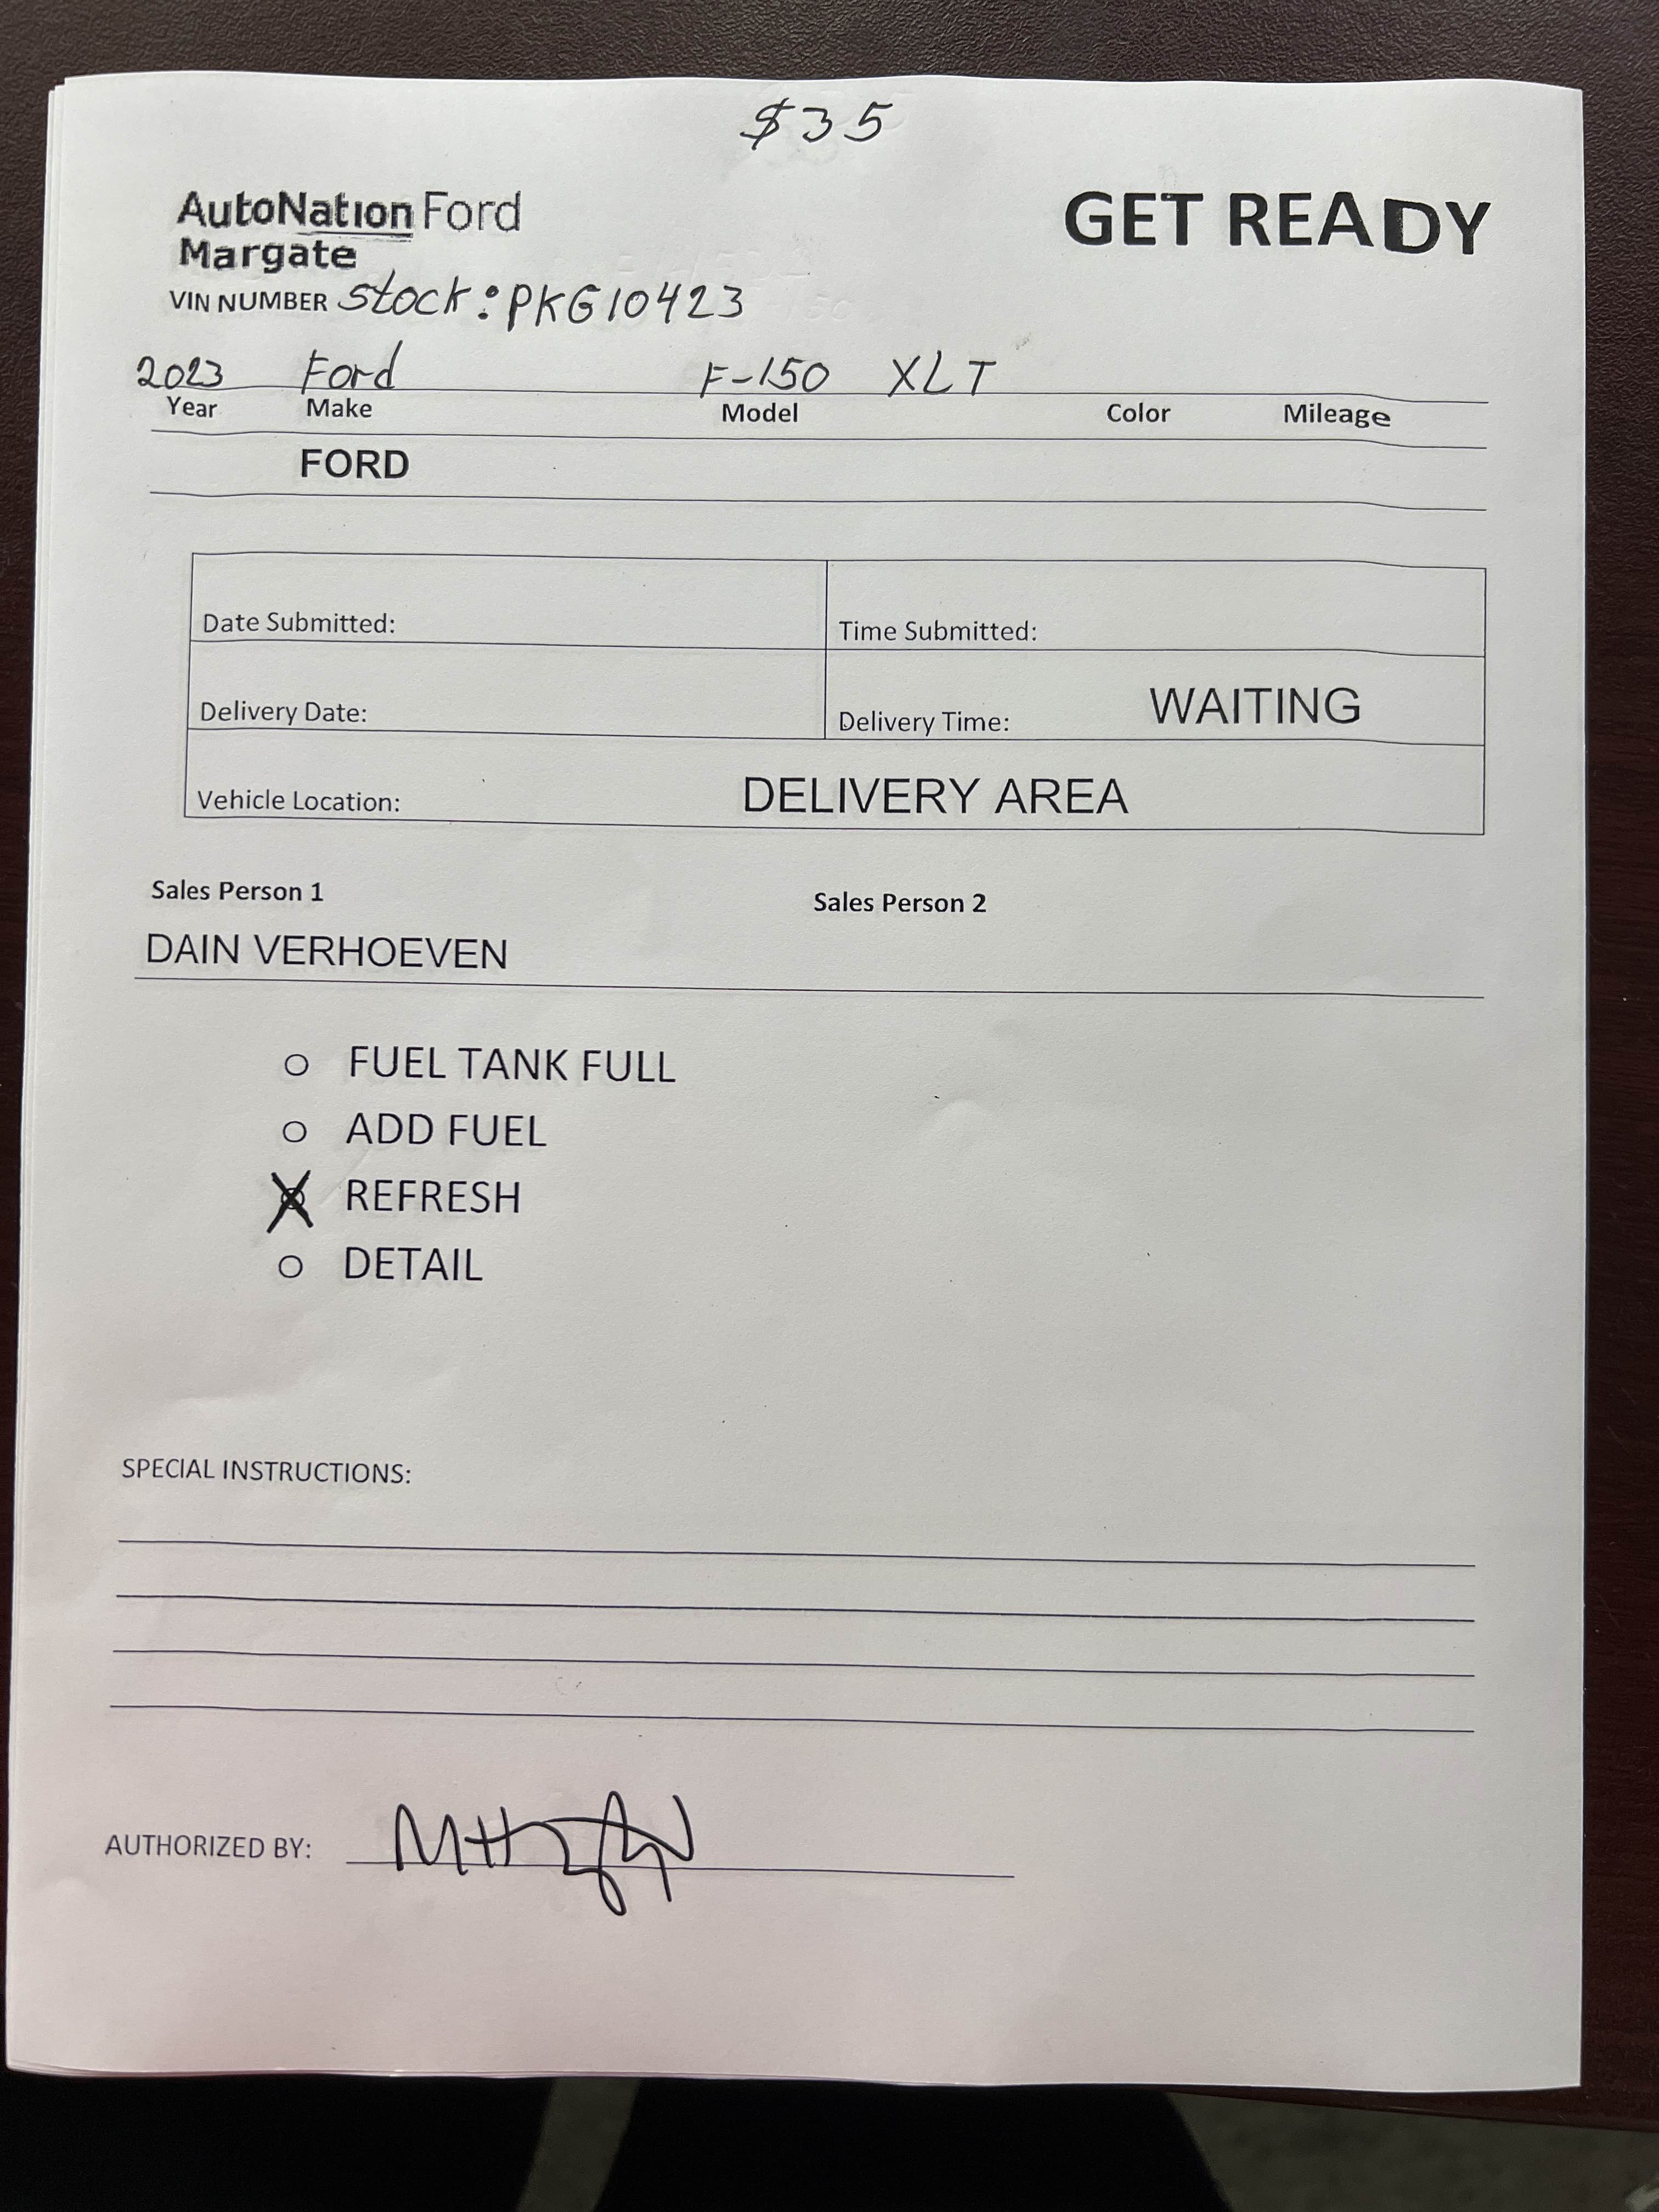 $35
AutoNation Ford
Margate
GET READY
VIN NUMBER Stock: PKG10423
2023 Ford F-150 XLT
Year Make Model Color Mileage
FORD
Date Submitted: Time Submitted:
Delivery Date: Delivery Time: WAITING
Vehicle Location: DELIVERY AREA
Sales Person 1 Sales Person 2
DAIN VERHOEVEN
FUEL TANK FULL
ADD FUEL
X REFRESH
DETAIL
SPECIAL INSTRUCTIONS:
AUTHORIZED BY: